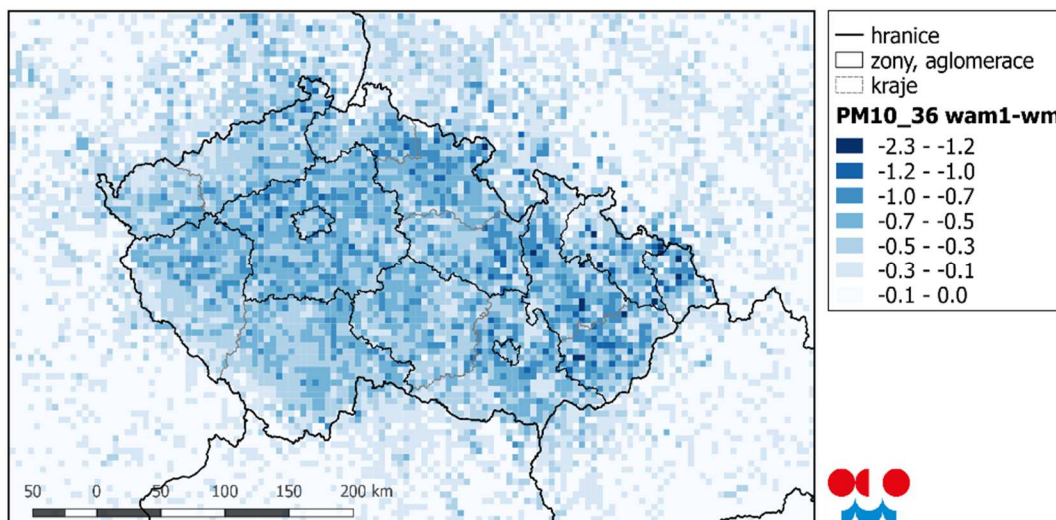 hranice
zony, aglomerace
kraje
PM10_36 wam1-wm
-2.3 - -1.2
-1.2 - -1.0
-1.0 - -0.7
-0.7 - -0.5
-0.5 - -0.3
-0.3 - -0.1
-0.1 - 0.0
50 0 50 100 150 200 km